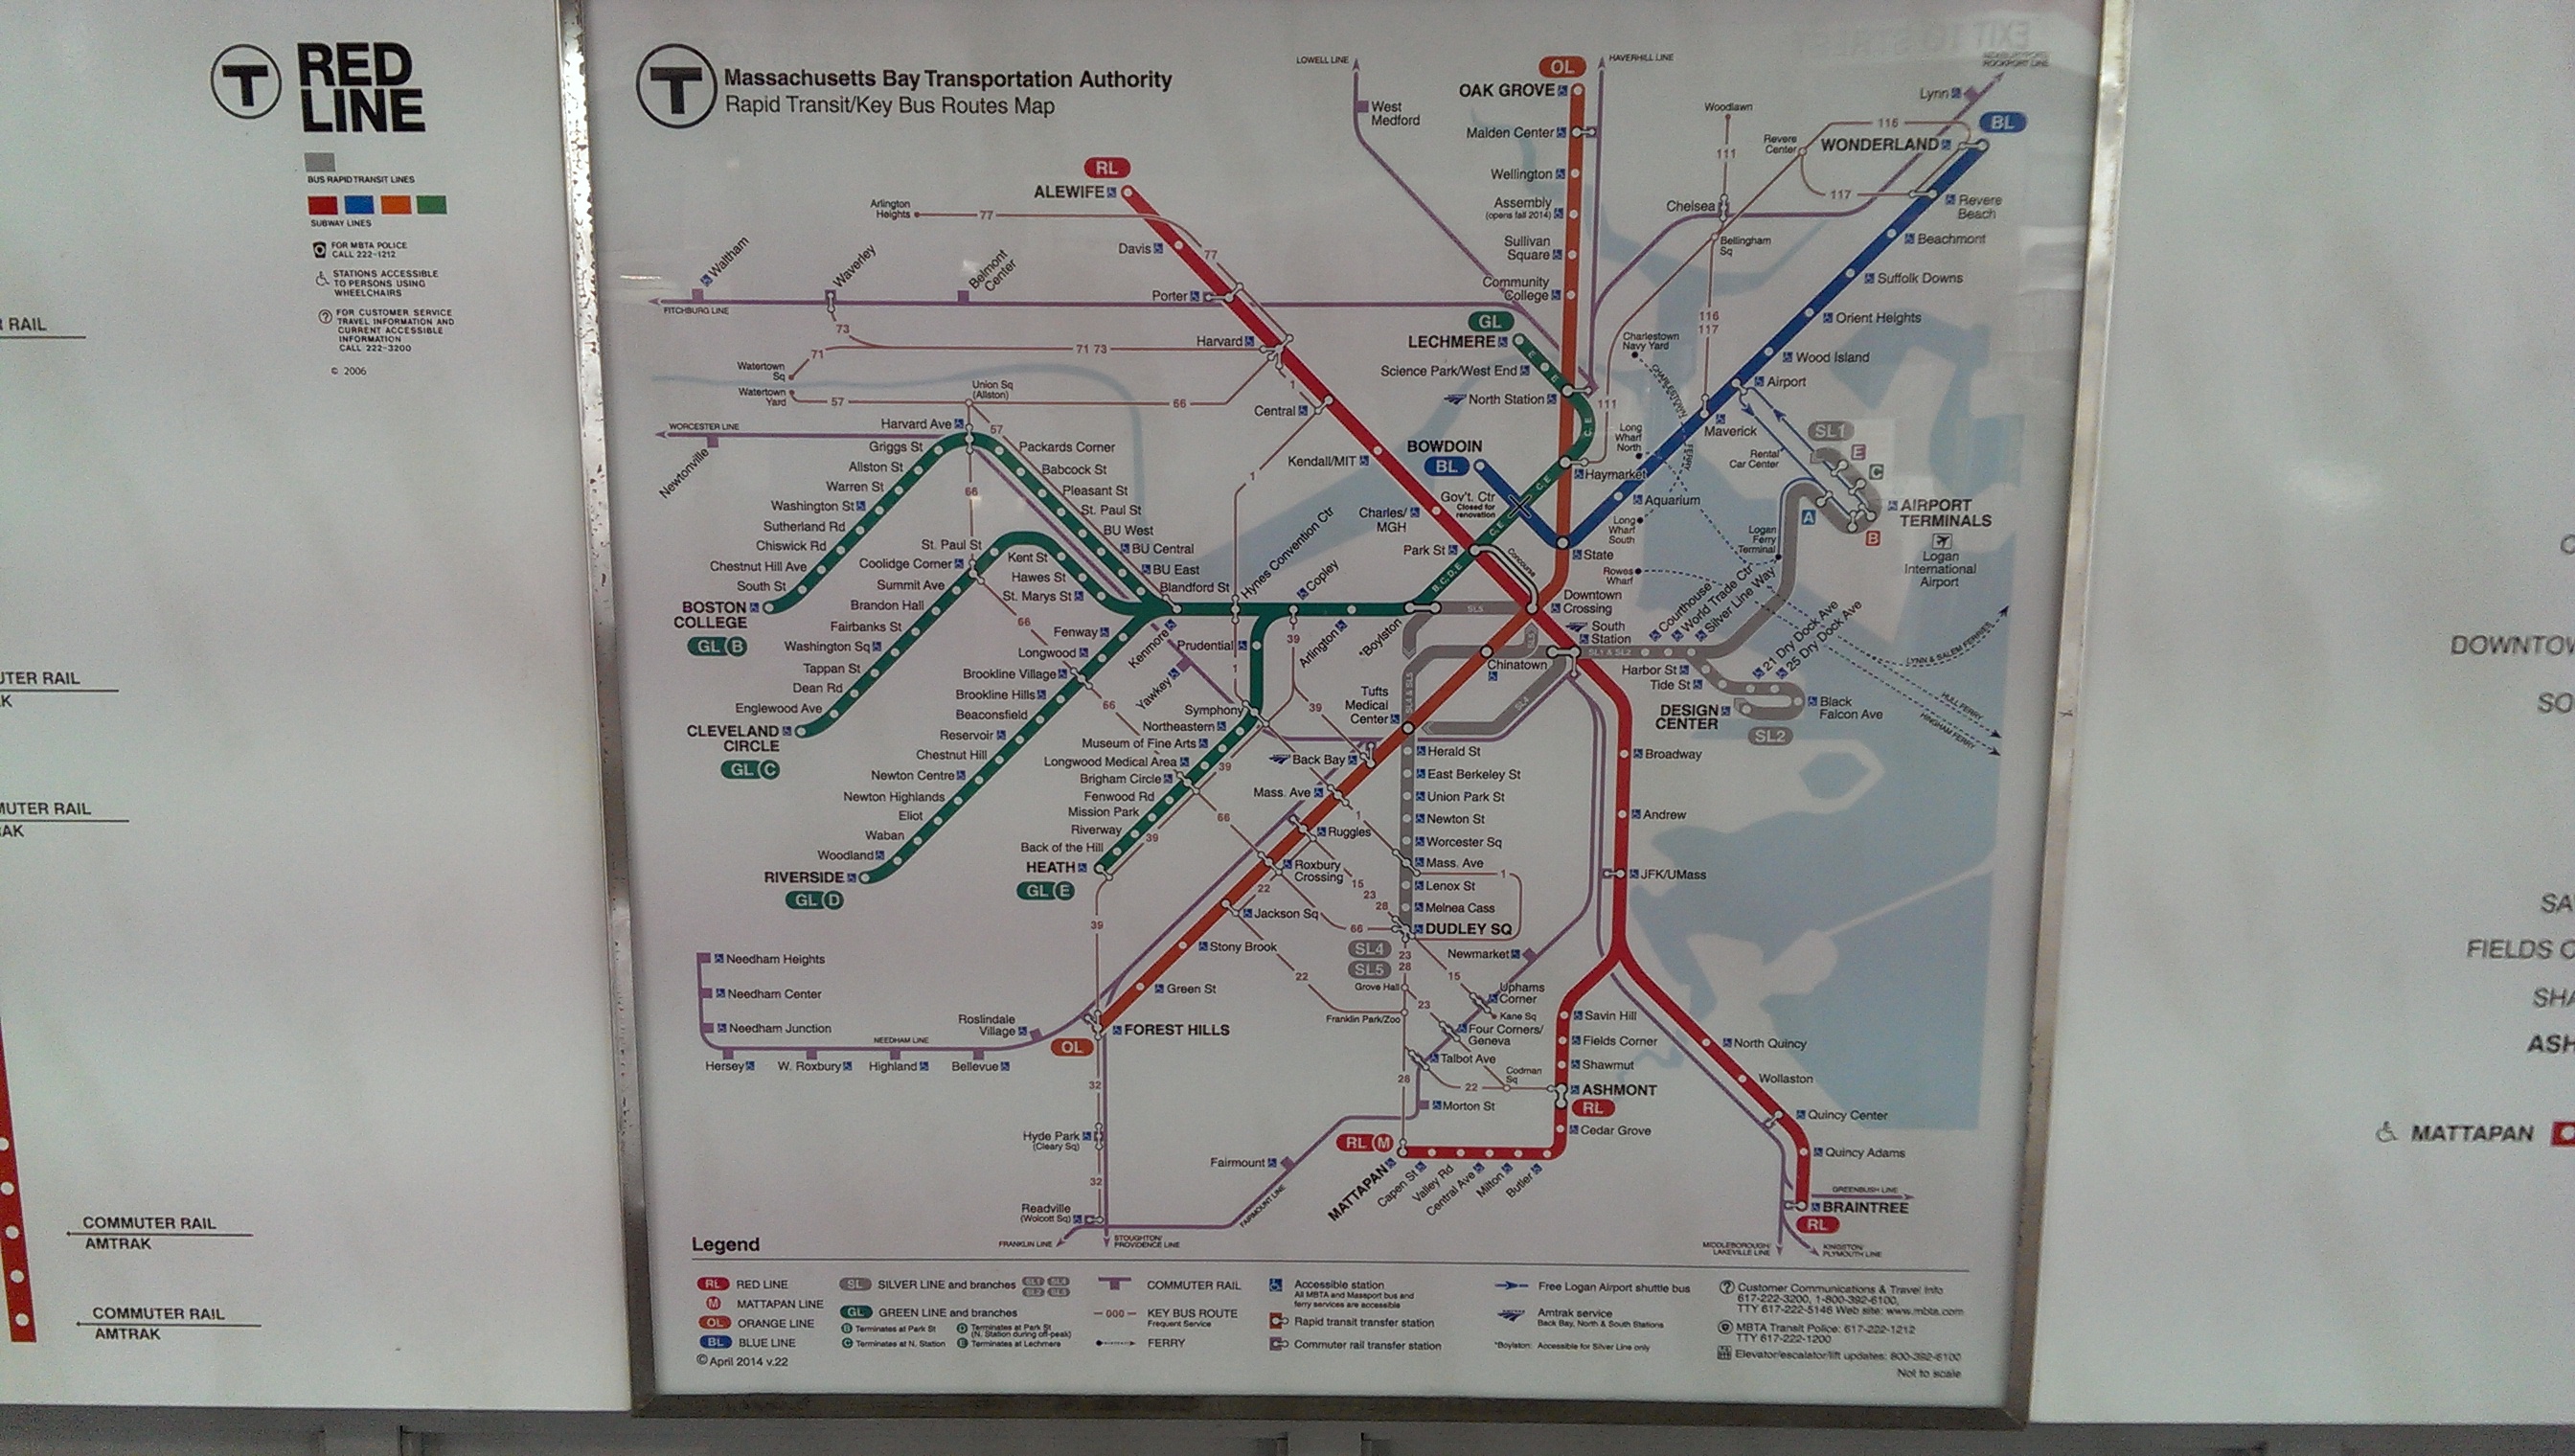 T
RED
LINE
BUS RAPID TRANSIT LINES
SUBWAY LINES
FOR MBTA POLICE
CALL 222-1212
STATIONS ACCESSIBLE
TO PERSONS USING
WHEELCHAIRS
FOR CUSTOMER SERVICE
TRAVEL INFORMATION AND
CURRENT ACCESSIBLE
INFORMATION
CALL 222-3200
© 2006
RAIL
UTER RAIL
K
MUTER RAIL
AK
COMMUTER RAIL
AMTRAK
COMMUTER RAIL
AMTRAK
T
Massachusetts Bay Transportation Authority
Rapid Transit/Key Bus Routes Map
LOWELL LINE
HAVERHILL LINE
ROCKPORT LINE
West
Medford
OL
OAK GROVE
Malden Center
Wellington
Assembly
(opens fall 2014)
Sullivan
Square
Community
College
Woodlawn
111
Revere
Center
116
117
Lynn
BL
WONDERLAND
Revere
Beach
Beachmont
Suffolk Downs
Orient Heights
Wood Island
Airport
Maverick
Chelsea
Bellingham
Sq
116
117
111
RL
ALEWIFE
Arlington
Heights
77
77
Davis
Porter
Harvard
Central
Kendall/MIT
Charles/
MGH
Park St
Waltham
Waverley
Belmont
Center
FITCHBURG LINE
73
71
71 73
Watertown
Sq
Watertown
Yard
57
66
1
1
Union Sq
(Allston)
57
66
WORCESTER LINE
Newtonville
GL
LECHMERE
Science Park/West End
North Station
E
E
C, E
C, E
C, E
B, C, D, E
Haymarket
BOWDOIN
BL
Gov't. Ctr
Closed for
renovation
State
Aquarium
Charlestown
Navy Yard
CHARLESTOWN
FERRY
Long
Wharf
North
Long
Wharf
South
Rowes
Wharf
Logan
Ferry
Terminal
Rental
Car Center
SL1
E
C
A
B
AIRPORT
TERMINALS
Logan
International
Airport
Harvard Ave
Griggs St
Allston St
Warren St
Washington St
Sutherland Rd
Chiswick Rd
Chestnut Hill Ave
South St
BOSTON
COLLEGE
GL B
Packards Corner
Babcock St
Pleasant St
St. Paul St
BU West
BU Central
BU East
Blandford St
St. Paul St
Coolidge Corner
Summit Ave
Brandon Hall
Fairbanks St
Washington Sq
Tappan St
Dean Rd
Englewood Ave
CLEVELAND
CIRCLE
GL C
Kent St
Hawes St
St. Marys St
Kenmore
Hynes Convention Ctr
Copley
Arlington
*Boylston
Concourse
Downtown
Crossing
SL5
SL5
South
Station
SL1 & SL2
Courthouse
World Trade Ctr
Silver Line Way
Harbor St
Tide St
21 Dry Dock Ave
25 Dry Dock Ave
DESIGN
CENTER
Black
Falcon Ave
SL2
LYNN & SALEM FERRIES
HULL FERRY
HINGHAM FERRY
Fenway
Longwood
Brookline Village
Brookline Hills
Beaconsfield
Reservoir
Chestnut Hill
Newton Centre
Newton Highlands
Eliot
Waban
Woodland
RIVERSIDE
GL D
Yawkey
Prudential
Symphony
Northeastern
Museum of Fine Arts
Longwood Medical Area
Brigham Circle
Fenwood Rd
Mission Park
Riverway
Back of the Hill
HEATH
GL E
66
66
66
66
1
39
39
39
39
39
Chinatown
Tufts
Medical
Center
SL4 & SL5
SL4
Back Bay
Mass. Ave
Ruggles
Roxbury
Crossing
Jackson Sq
Stony Brook
Green St
FOREST HILLS
OL
Herald St
East Berkeley St
Union Park St
Newton St
Worcester Sq
Mass. Ave
Lenox St
Melnea Cass
DUDLEY SQ
SL4
SL5
1
1
15
23
28
22
22
23
28
15
23
28
22
Grove Hall
Franklin Park/Zoo
Broadway
Andrew
JFK/UMass
Savin Hill
Fields Corner
Shawmut
ASHMONT
RL
Cedar Grove
Butler
Milton
Central Ave
Valley Rd
Capen St
MATTAPAN
RL M
North Quincy
Wollaston
Quincy Center
Quincy Adams
BRAINTREE
RL
GREENBUSH LINE
MIDDLEBOROUGH/
LAKEVILLE LINE
KINGSTON/
PLYMOUTH LINE
Newmarket
Uphams
Corner
Kane Sq
Four Corners/
Geneva
Talbot Ave
Codman
Sq
Morton St
Fairmount
FAIRMOUNT LINE
Needham Heights
Needham Center
Needham Junction
Hersey
W. Roxbury
Highland
Bellevue
NEEDHAM LINE
Roslindale
Village
32
Hyde Park
(Cleary Sq)
32
Readville
(Wolcott Sq)
FRANKLIN LINE
STOUGHTON/
PROVIDENCE LINE
Legend
RL RED LINE
M MATTAPAN LINE
OL ORANGE LINE
BL BLUE LINE
© April 2014 v.22
SL SILVER LINE and branches SL1 SL4 SL2 SL5
GL GREEN LINE and branches
B Terminates at Park St
C Terminates at N. Station
D Terminates at Park St
(N. Station during off-peak)
E Terminates at Lechmere
COMMUTER RAIL
000 KEY BUS ROUTE
Frequent Service
FERRY
Accessible station
All MBTA and Massport bus and
ferry services are accessible
Rapid transit transfer station
Commuter rail transfer station
Free Logan Airport shuttle bus
Amtrak service
Back Bay, North & South Stations
*Boylston: Accessible for Silver Line only
Customer Communications & Travel Info
617-222-3200, 1-800-392-6100,
TTY 617-222-5146 Web site: www.mbta.com
MBTA Transit Police: 617-222-1212
TTY 617-222-1200
Elevator/escalator/lift updates: 800-392-6100
Not to scale
DOWNTOW
SO
SA
FIELDS C
SHA
ASH
MATTAPAN